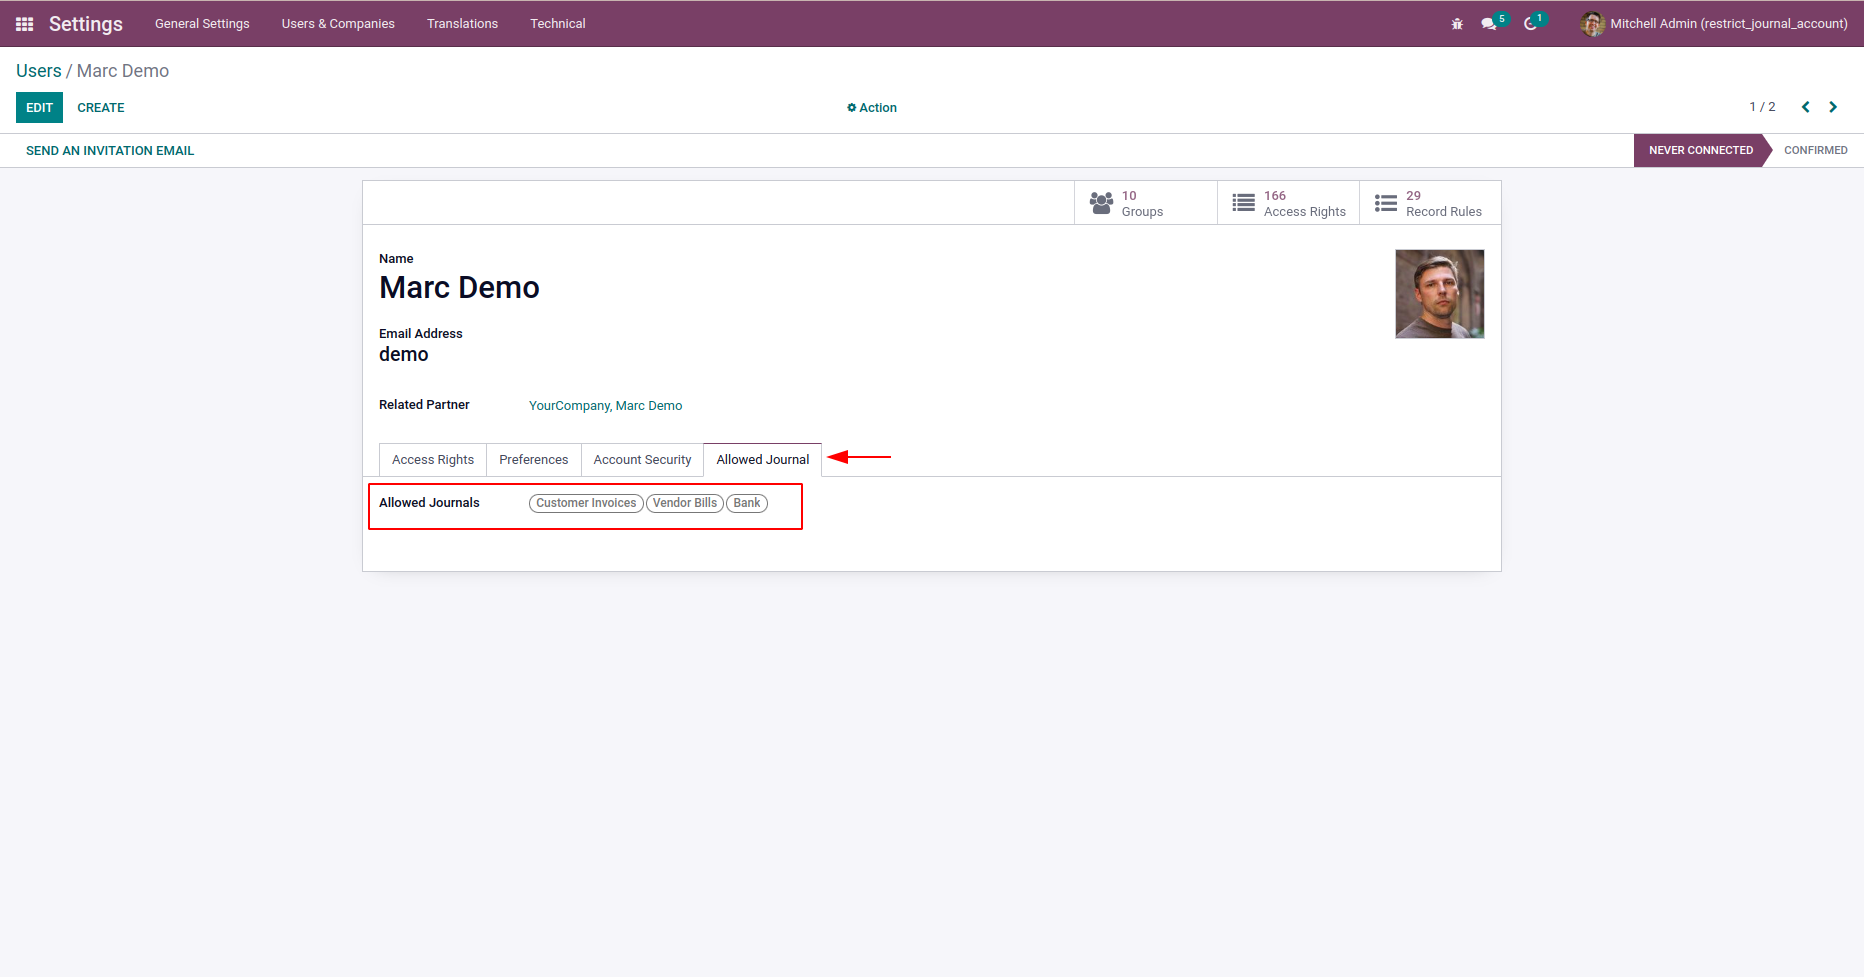 Settings General Settings Users & Companies Translations Technical 5 1 Mitchell Admin (restrict_journal_account)
Users / Marc Demo
EDIT CREATE Action 1 / 2
SEND AN INVITATION EMAIL NEVER CONNECTED CONFIRMED
10 Groups 166 Access Rights 29 Record Rules
Name
Marc Demo
Email Address
demo
Related Partner YourCompany, Marc Demo
Access Rights Preferences Account Security Allowed Journal
Allowed Journals Customer Invoices Vendor Bills Bank